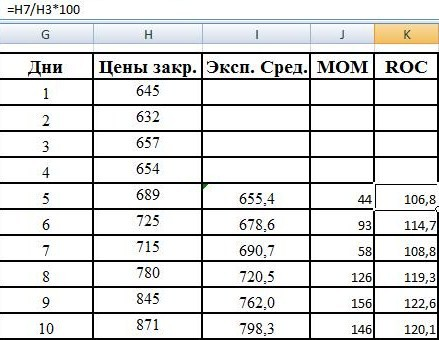 =H7/H3*100
G H I J K
Дни Цены закр. Эксп. Сред. MOM ROC
1 645
2 632
3 657
4 654
5 689 655,4 44 106,8
6 725 678,6 93 114,7
7 715 690,7 58 108,8
8 780 720,5 126 119,3
9 845 762,0 156 122,6
10 871 798,3 146 120,1